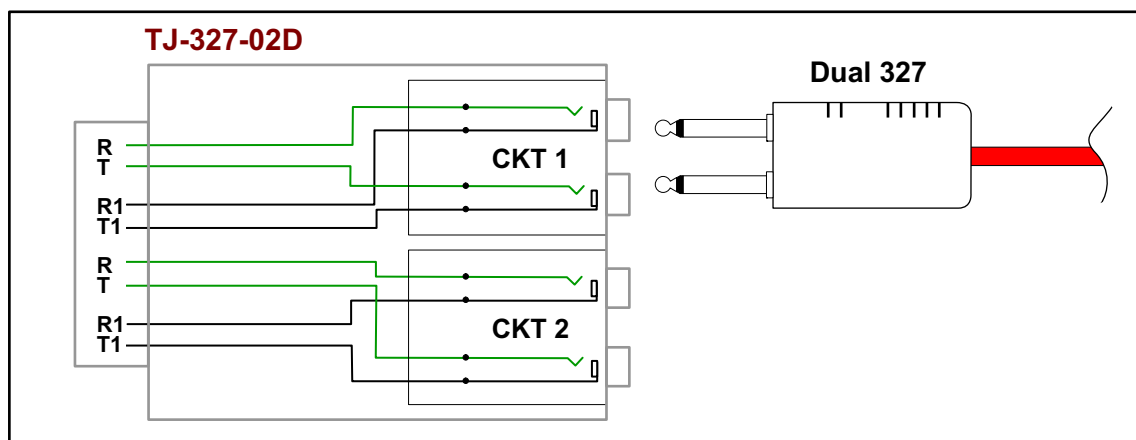 TJ-327-02D
Dual 327
R
T
CKT 1
R1
T1
R
T
R1
CKT 2
T1